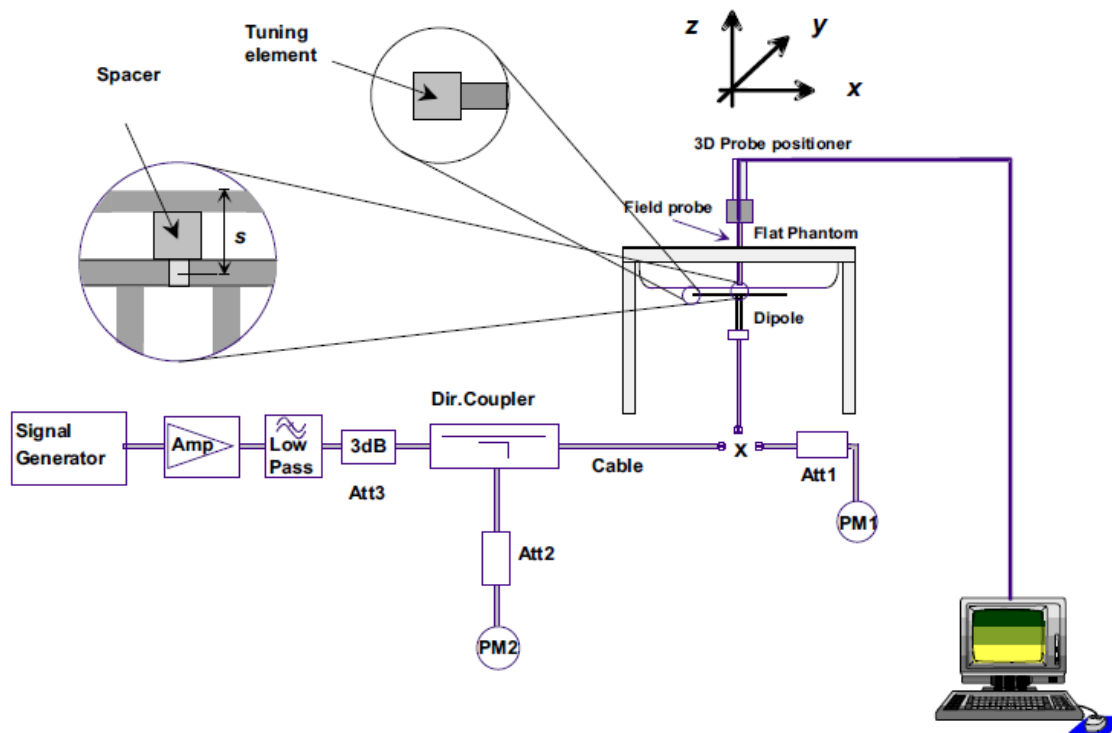 Tuning
element
Spacer
s
z
y
x
3D Probe positioner
Field probe
Flat Phantom
Dipole
Dir.Coupler
Signal
Generator
Amp
Low
Pass
3dB
Att3
Cable
x
Att1
PM1
Att2
PM2